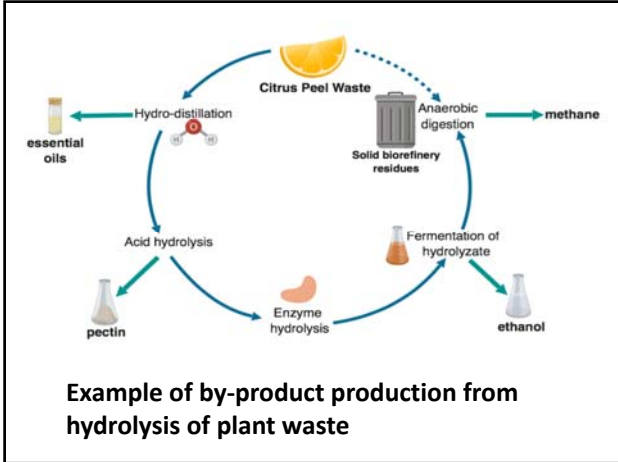 Citrus Peel Waste
Hydro-distillation
H
O
H
essential
oils
Anaerobic
digestion
methane
Solid biorefinery
residues
Acid hydrolysis
pectin
Enzyme
hydrolysis
Fermentation of
hydrolyzate
ethanol
Example of by-product production from
hydrolysis of plant waste